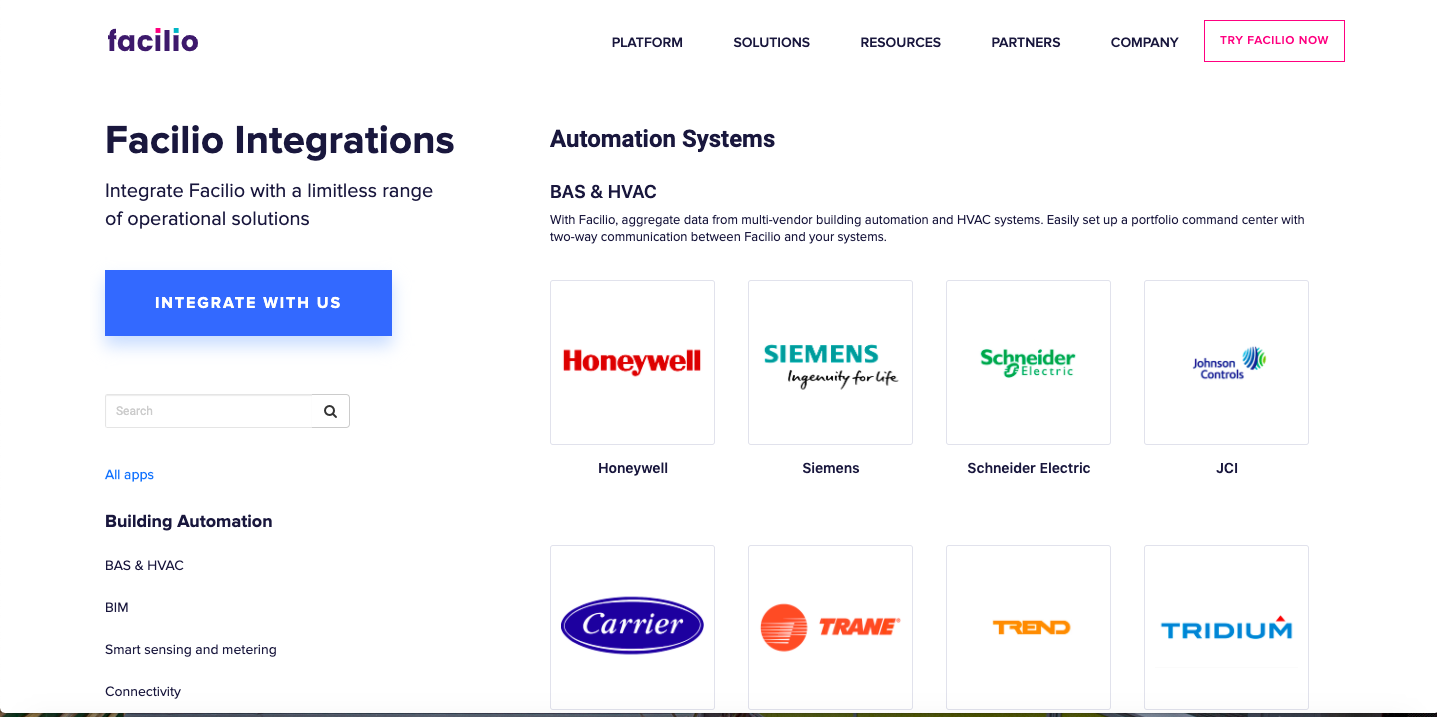 facilio
PLATFORM
SOLUTIONS
RESOURCES
PARTNERS
COMPANY
TRY FACILIO NOW
Facilio Integrations
Integrate Facilio with a limitless range
of operational solutions
INTEGRATE WITH US
Search
All apps
Building Automation
BAS & HVAC
BIM
Smart sensing and metering
Connectivity
Automation Systems
BAS & HVAC
With Facilio, aggregate data from multi-vendor building automation and HVAC systems. Easily set up a portfolio command center with
two-way communication between Facilio and your systems.
Honeywell
SIEMENS
Ingenuity for life
Schneider
Electric
Johnson
Controls
Honeywell
Siemens
Schneider Electric
JCI
Carrier
TRANE
TREND
TRIDIUM